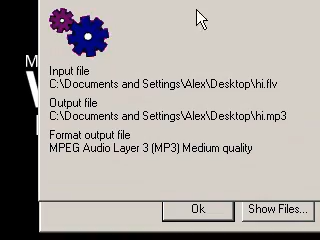 Input file
C:\Documents and Settings\Alex\Desktop\hi.flv
Output file
C:\Documents and Settings\Alex\Desktop\hi.mp3
Format output file
MPEG Audio Layer 3 (MP3) Medium quality
Ok
Show Files...